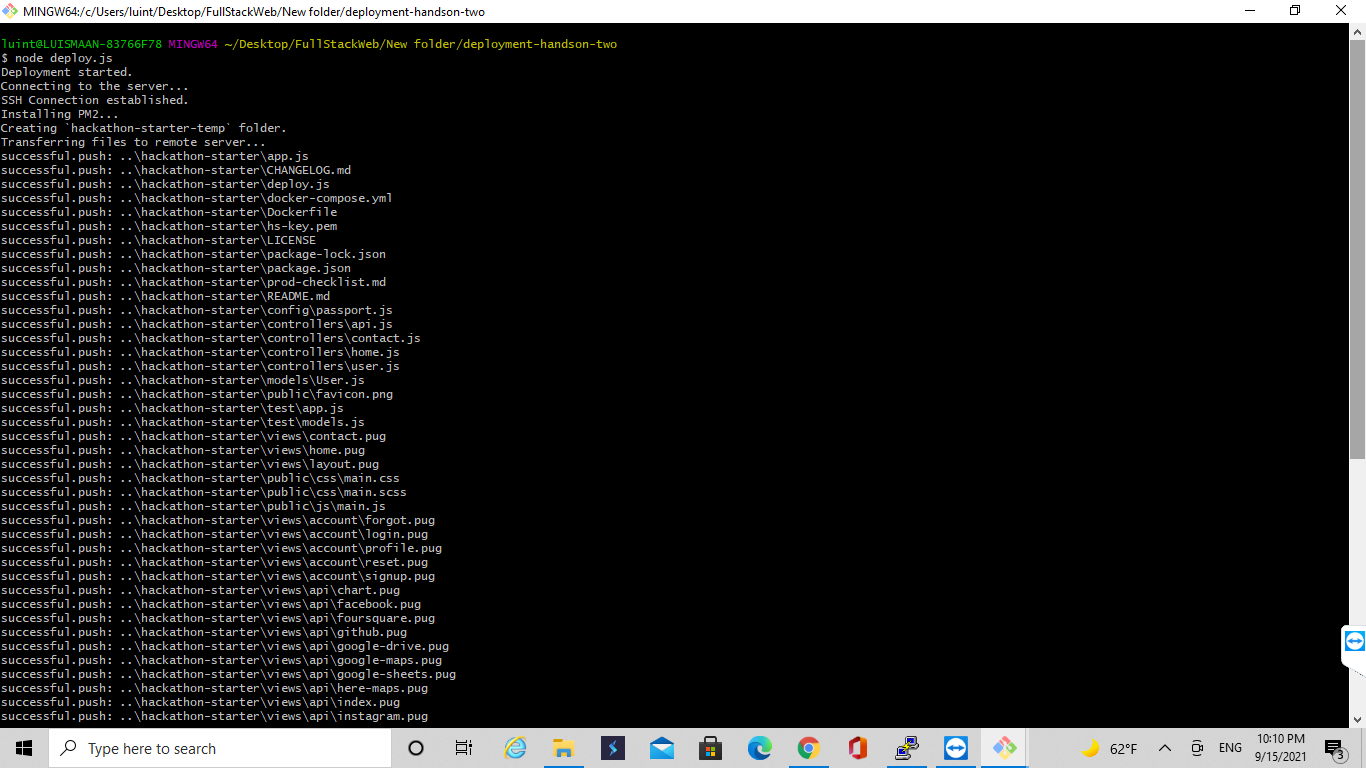 MINGW64:/c/Users/luint/Desktop/FullStackWeb/New folder/deployment-handson-two
luint@LUISMAAN-83766F78 MINGW64 ~/Desktop/FullStackWeb/New folder/deployment-handson-two
$ node deploy.js
Deployment started.
Connecting to the server...
SSH Connection established.
Installing PM2...
Creating `hackathon-starter-temp` folder.
Transferring files to remote server...
successful.push: ..\hackathon-starter\app.js
successful.push: ..\hackathon-starter\CHANGELOG.md
successful.push: ..\hackathon-starter\deploy.js
successful.push: ..\hackathon-starter\docker-compose.yml
successful.push: ..\hackathon-starter\Dockerfile
successful.push: ..\hackathon-starter\hs-key.pem
successful.push: ..\hackathon-starter\LICENSE
successful.push: ..\hackathon-starter\package-lock.json
successful.push: ..\hackathon-starter\package.json
successful.push: ..\hackathon-starter\prod-checklist.md
successful.push: ..\hackathon-starter\README.md
successful.push: ..\hackathon-starter\config\passport.js
successful.push: ..\hackathon-starter\controllers\api.js
successful.push: ..\hackathon-starter\controllers\contact.js
successful.push: ..\hackathon-starter\controllers\home.js
successful.push: ..\hackathon-starter\controllers\user.js
successful.push: ..\hackathon-starter\models\User.js
successful.push: ..\hackathon-starter\public\favicon.png
successful.push: ..\hackathon-starter\test\app.js
successful.push: ..\hackathon-starter\test\models.js
successful.push: ..\hackathon-starter\views\contact.pug
successful.push: ..\hackathon-starter\views\home.pug
successful.push: ..\hackathon-starter\views\layout.pug
successful.push: ..\hackathon-starter\public\css\main.css
successful.push: ..\hackathon-starter\public\css\main.scss
successful.push: ..\hackathon-starter\public\js\main.js
successful.push: ..\hackathon-starter\views\account\forgot.pug
successful.push: ..\hackathon-starter\views\account\login.pug
successful.push: ..\hackathon-starter\views\account\profile.pug
successful.push: ..\hackathon-starter\views\account\reset.pug
successful.push: ..\hackathon-starter\views\account\signup.pug
successful.push: ..\hackathon-starter\views\api\chart.pug
successful.push: ..\hackathon-starter\views\api\facebook.pug
successful.push: ..\hackathon-starter\views\api\foursquare.pug
successful.push: ..\hackathon-starter\views\api\github.pug
successful.push: ..\hackathon-starter\views\api\google-drive.pug
successful.push: ..\hackathon-starter\views\api\google-maps.pug
successful.push: ..\hackathon-starter\views\api\google-sheets.pug
successful.push: ..\hackathon-starter\views\api\here-maps.pug
successful.push: ..\hackathon-starter\views\api\index.pug
successful.push: ..\hackathon-starter\views\api\instagram.pug
Type here to search
62°F
ENG
10:10 PM
9/15/2021
3